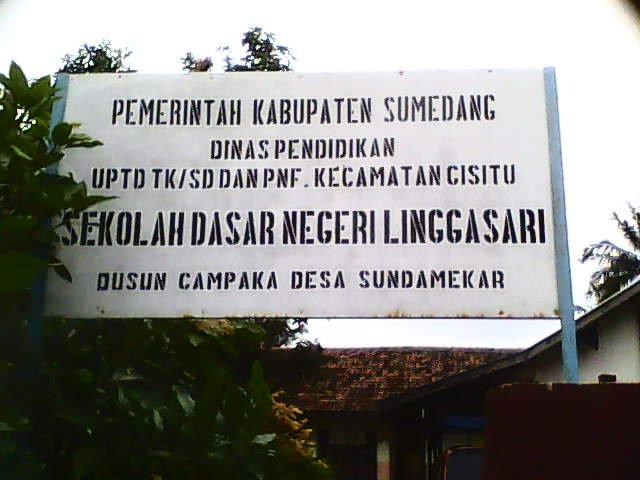 PEMERINTAH KABUPATEN SUMEDANG
DINAS PENDIDIKAN
UPTD TK/SD DAN PNF. KECAMATAN CISITU
SEKOLAH DASAR NEGERI LINGGASARI
DUSUN CAMPAKA DESA SUNDAMEKAR